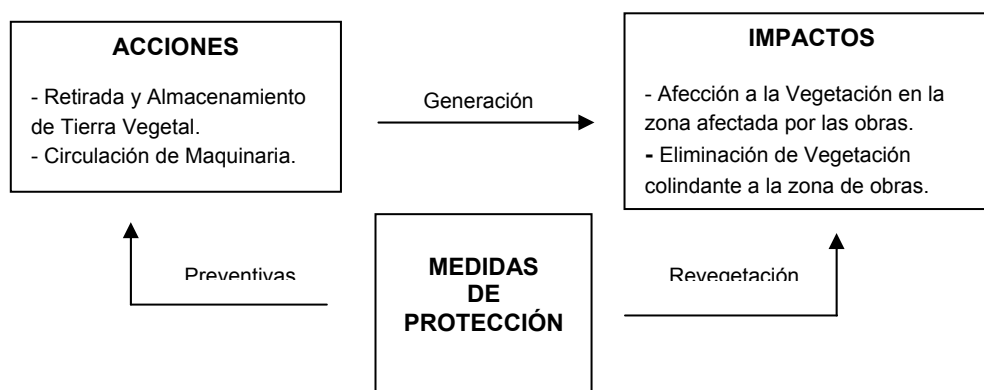 ACCIONES
- Retirada y Almacenamiento
de Tierra Vegetal.
- Circulación de Maquinaria.
Generación
IMPACTOS
- Afección a la Vegetación en la
zona afectada por las obras.
- Eliminación de Vegetación
colindante a la zona de obras.
Preventivas
MEDIDAS
DE
PROTECCIÓN
Revegetación